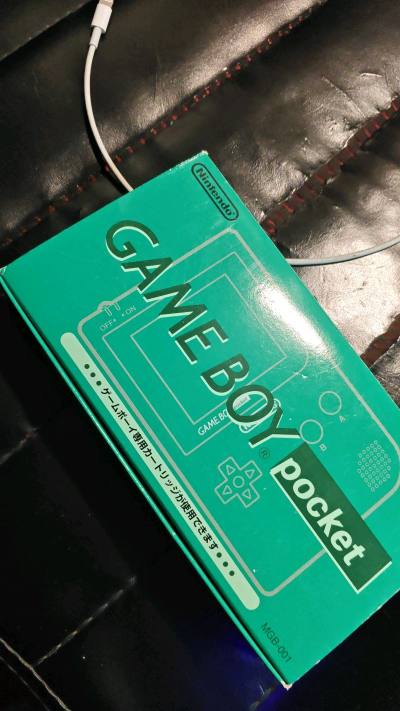 Nintendo
GAME BOY®
pocket
OFF• •ON
GAME BOY
A
B
•••ゲームボーイ専用カートリッジが使用できます•••
MGB-001